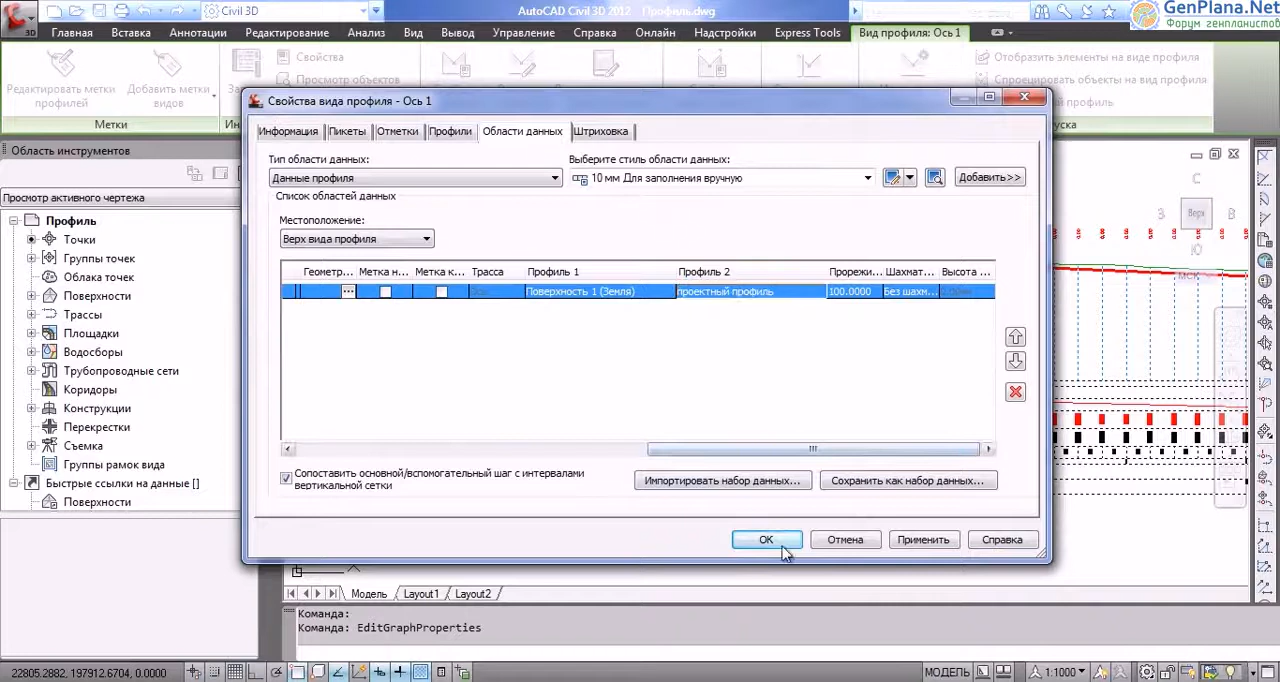 Civil 3D
AutoCAD Civil 3D 2012 Профиль.dwg
GenPlana.Net
Форум генпланистов
3D
Главная Вставка Аннотации Редактирование Анализ Вид Вывод Управление Справка Онлайн Надстройки Express Tools Вид профиля: Ось 1
Редактировать метки профилей
Добавить метки видов
Свойства
Просмотр объектов
Отобразить элементы на виде профиля
Спроецировать объекты на вид профиля
Метки
Область инструментов
Просмотр активного чертежа
Профиль
Точки
Группы точек
Облака точек
Поверхности
Трассы
Площадки
Водосборы
Трубопроводные сети
Коридоры
Конструкции
Перекрестки
Съемка
Группы рамок вида
Быстрые ссылки на данные []
Поверхности
Свойства вида профиля - Ось 1
Информация Пикеты Отметки Профили Области данных Штриховка
Тип области данных:
Данные профиля
Выберите стиль области данных:
10 мм Для заполнения вручную
Добавить>>
Список областей данных
Местоположение:
Верх вида профиля
Геометр... Метка н... Метка к... Трасса Профиль 1 Профиль 2 Прорежи... Шахмат... Высота ...
... Поверхность 1 (Земля) проектный профиль 100.0000 Без шахм...
Сопоставить основной/вспомогательный шаг с интервалами
вертикальной сетки
Импортировать набор данных... Сохранить как набор данных...
OK Отмена Применить Справка
С
З Верх В
Ю
МСК
Модель Layout1 Layout2
Команда:
Команда: EditGraphProperties
22805.2882, 197912.6704, 0.0000
МОДЕЛЬ
1:1000